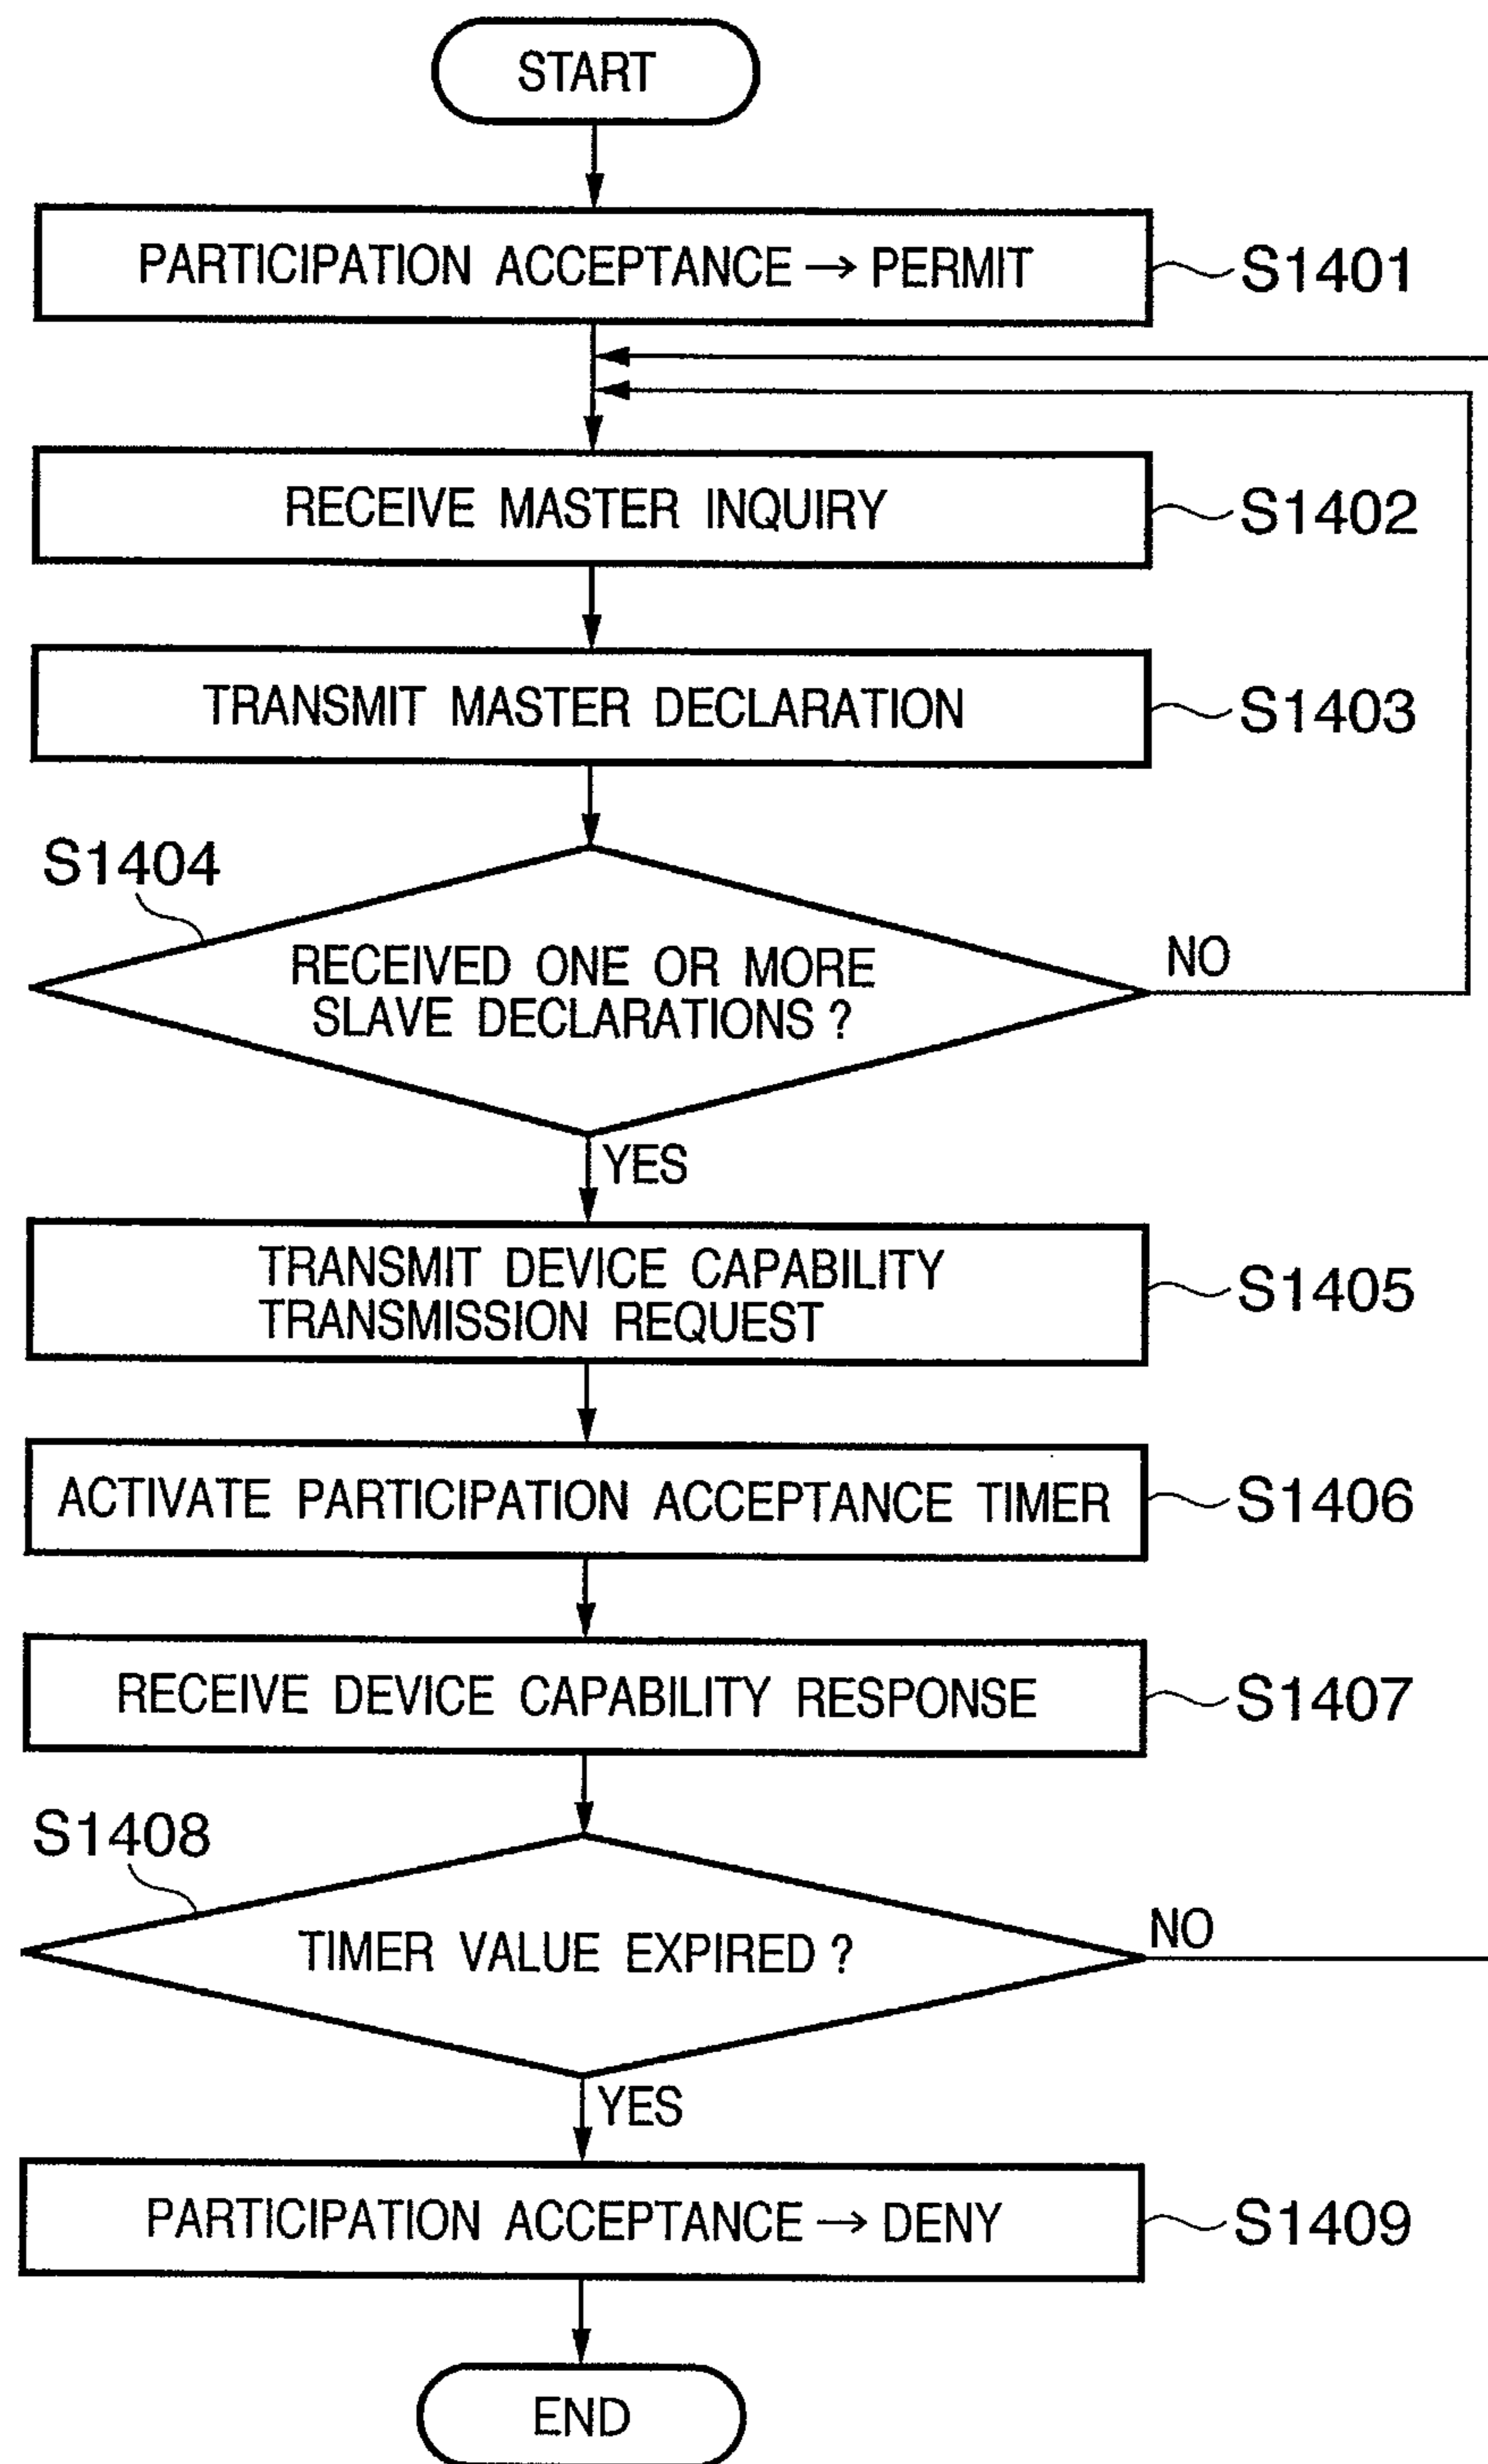 START
PARTICIPATION ACCEPTANCE → PERMIT
S1401
RECEIVE MASTER INQUIRY
S1402
TRANSMIT MASTER DECLARATION
S1403
S1404
RECEIVED ONE OR MORE
SLAVE DECLARATIONS ?
NO
YES
TRANSMIT DEVICE CAPABILITY
TRANSMISSION REQUEST
S1405
ACTIVATE PARTICIPATION ACCEPTANCE TIMER
S1406
RECEIVE DEVICE CAPABILITY RESPONSE
S1407
S1408
TIMER VALUE EXPIRED ?
NO
YES
PARTICIPATION ACCEPTANCE → DENY
S1409
END